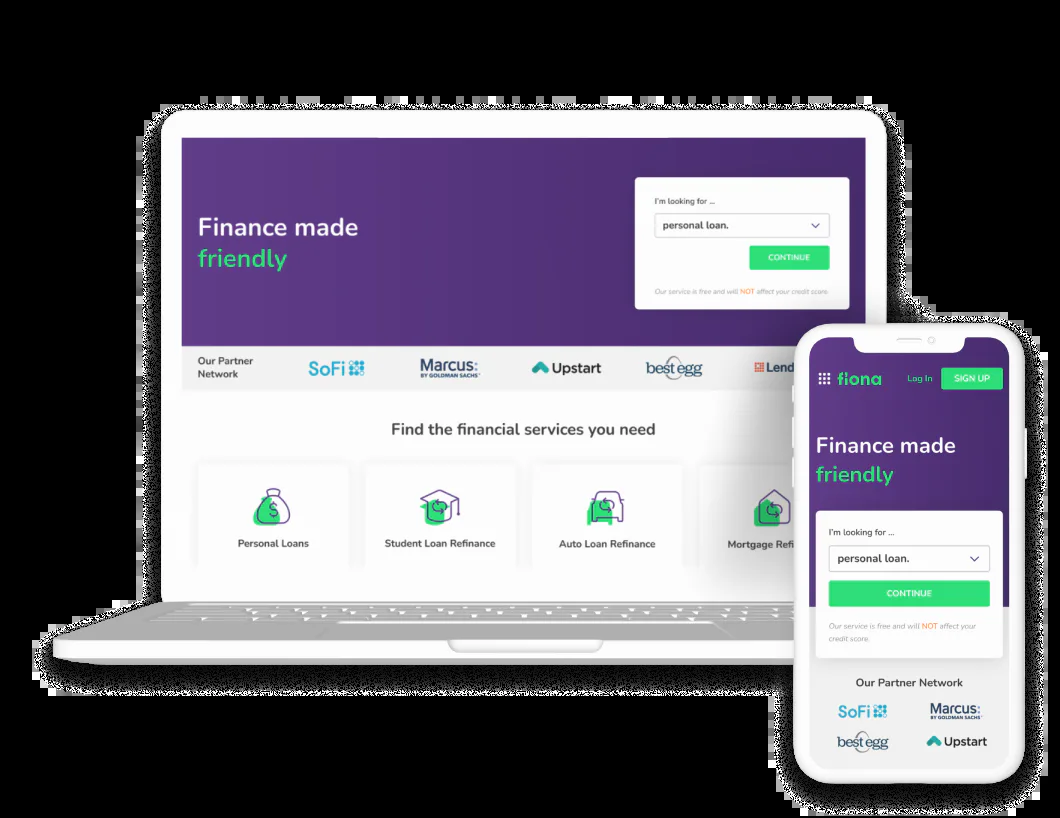 Finance made
friendly
I'm looking for ...
personal loan.
CONTINUE
Our service is free and will NOT affect your credit score.
Our Partner
Network
SoFi
Marcus:
BY GOLDMAN SACHS
Upstart
best egg
Lend
Find the financial services you need
Personal Loans
Student Loan Refinance
Auto Loan Refinance
Mortgage Refi
fiona
Log In
SIGN UP
Finance made
friendly
I'm looking for ...
personal loan.
CONTINUE
Our service is free and will NOT affect your
credit score.
Our Partner Network
SoFi
Marcus:
BY GOLDMAN SACHS
best egg
Upstart